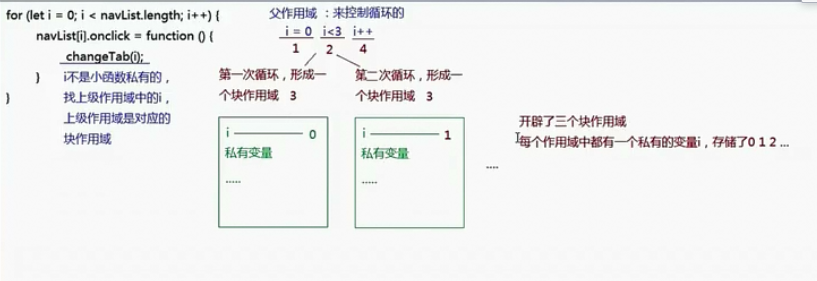 for (let i = 0; i < navList.length; i++) {
navList[i].onclick = function () {
changeTab(i);
}
}
i不是小函数私有的，
找上级作用域中的i，
上级作用域是对应的
块作用域
父作用域：来控制循环的
i = 0 i<3 i++
1 2 4
第一次循环，形成一
个块作用域 3
i 0
私有变量
.....
第二次循环，形成一
个块作用域 3
i 1
私有变量
.....
....
开辟了三个块作用域
每个作用域中都有一个私有的变量i，存储了0 1 2 ...